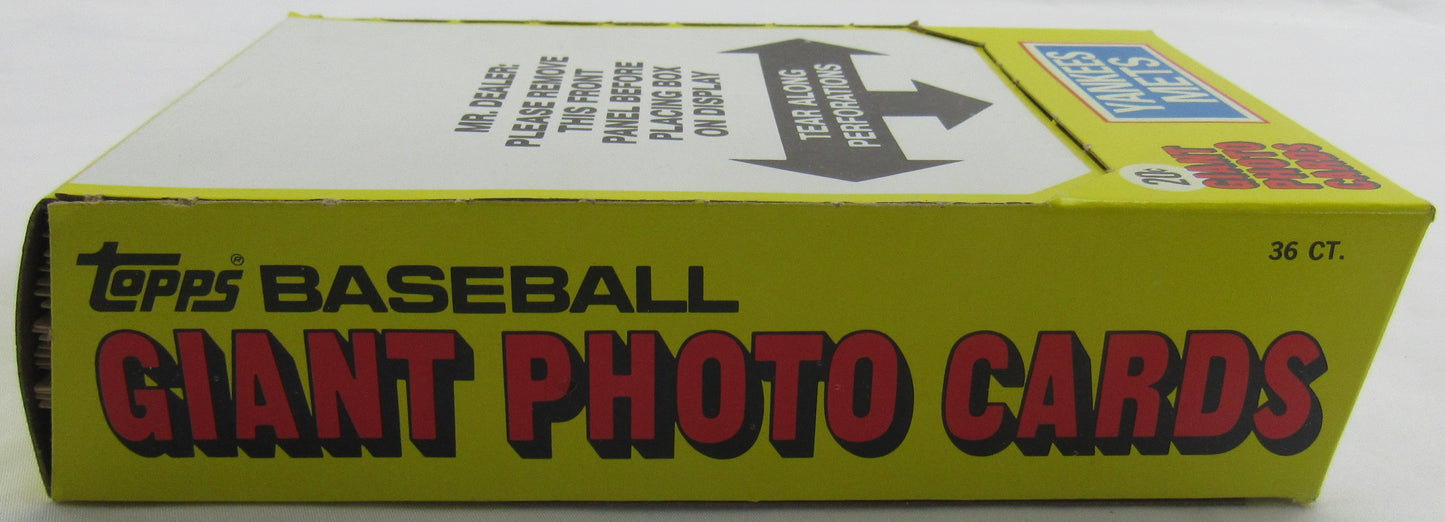 MR. DEALER:
PLEASE REMOVE
THIS FRONT
PANEL BEFORE
PLACING BOX
ON DISPLAY
TEAR ALONG
PERFORATIONS
YANKEES
METS
20¢
GIANT
PHOTO
CARDS
36 CT.
topps® BASEBALL
GIANT PHOTO CARDS